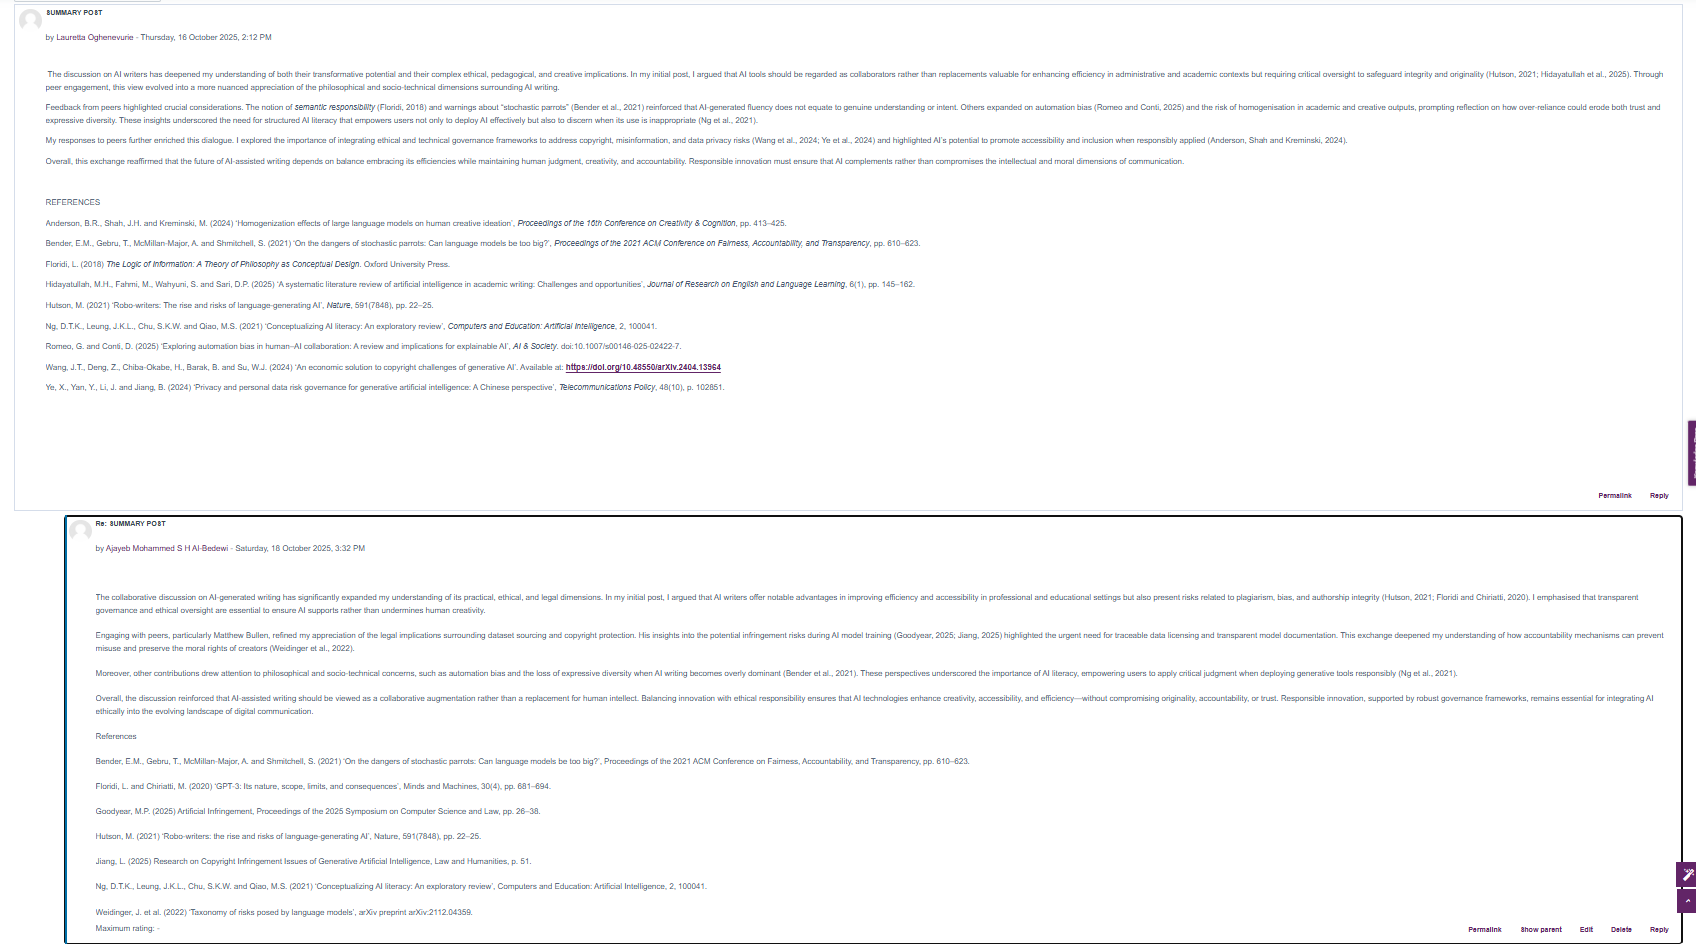 SUMMARY POST
by Lauretta Oghenevurie - Thursday, 16 October 2025, 2:12 PM
The discussion on AI writers has deepened my understanding of both their transformative potential and their complex ethical, pedagogical, and creative implications. In my initial post, I argued that AI tools should be regarded as collaborators rather than replacements valuable for enhancing efficiency in administrative and academic contexts but requiring critical oversight to safeguard integrity and originality (Hutson, 2021; Hidayatullah et al., 2025). Through
peer engagement, this view evolved into a more nuanced appreciation of the philosophical and socio-technical dimensions surrounding AI writing.
Feedback from peers highlighted crucial considerations. The notion of semantic responsibility (Floridi, 2018) and warnings about “stochastic parrots” (Bender et al., 2021) reinforced that AI-generated fluency does not equate to genuine understanding or intent. Others expanded on automation bias (Romeo and Conti, 2025) and the risk of homogenisation in academic and creative outputs, prompting reflection on how over-reliance could erode both trust and
expressive diversity. These insights underscored the need for structured AI literacy that empowers users not only to deploy AI effectively but also to discern when its use is inappropriate (Ng et al., 2021).
My responses to peers further enriched this dialogue. I explored the importance of integrating ethical and technical governance frameworks to address copyright, misinformation, and data privacy risks (Wang et al., 2024; Ye et al., 2024) and highlighted AI’s potential to promote accessibility and inclusion when responsibly applied (Anderson, Shah and Kreminski, 2024).
Overall, this exchange reaffirmed that the future of AI-assisted writing depends on balance embracing its efficiencies while maintaining human judgment, creativity, and accountability. Responsible innovation must ensure that AI complements rather than compromises the intellectual and moral dimensions of communication.
REFERENCES
Anderson, B.R., Shah, J.H. and Kreminski, M. (2024) ‘Homogenization effects of large language models on human creative ideation’, Proceedings of the 16th Conference on Creativity & Cognition, pp. 413–425.
Bender, E.M., Gebru, T., McMillan-Major, A. and Shmitchell, S. (2021) ‘On the dangers of stochastic parrots: Can language models be too big?’, Proceedings of the 2021 ACM Conference on Fairness, Accountability, and Transparency, pp. 610–623.
Floridi, L. (2018) The Logic of Information: A Theory of Philosophy as Conceptual Design. Oxford University Press.
Hidayatullah, M.H., Fahmi, M., Wahyuni, S. and Sari, D.P. (2025) ‘A systematic literature review of artificial intelligence in academic writing: Challenges and opportunities’, Journal of Research on English and Language Learning, 6(1), pp. 145–162.
Hutson, M. (2021) ‘Robo-writers: The rise and risks of language-generating AI’, Nature, 591(7848), pp. 22–25.
Ng, D.T.K., Leung, J.K.L., Chu, S.K.W. and Qiao, M.S. (2021) ‘Conceptualizing AI literacy: An exploratory review’, Computers and Education: Artificial Intelligence, 2, 100041.
Romeo, G. and Conti, D. (2025) ‘Exploring automation bias in human–AI collaboration: A review and implications for explainable AI’, AI & Society. doi:10.1007/s00146-025-02422-7.
Wang, J.T., Deng, Z., Chiba-Okabe, H., Barak, B. and Su, W.J. (2024) ‘An economic solution to copyright challenges of generative AI’. Available at: https://doi.org/10.48550/arXiv.2404.13964
Ye, X., Yan, Y., Li, J. and Jiang, B. (2024) ‘Privacy and personal data risk governance for generative artificial intelligence: A Chinese perspective’, Telecommunications Policy, 48(10), p. 102851.
Permalink Reply
Re: SUMMARY POST
by Ajayeb Mohammed S H Al-Bedewi - Saturday, 18 October 2025, 3:32 PM
The collaborative discussion on AI-generated writing has significantly expanded my understanding of its practical, ethical, and legal dimensions. In my initial post, I argued that AI writers offer notable advantages in improving efficiency and accessibility in professional and educational settings but also present risks related to plagiarism, bias, and authorship integrity (Hutson, 2021; Floridi and Chiriatti, 2020). I emphasised that transparent
governance and ethical oversight are essential to ensure AI supports rather than undermines human creativity.
Engaging with peers, particularly Matthew Bullen, refined my appreciation of the legal implications surrounding dataset sourcing and copyright protection. His insights into the potential infringement risks during AI model training (Goodyear, 2025; Jiang, 2025) highlighted the urgent need for traceable data licensing and transparent model documentation. This exchange deepened my understanding of how accountability mechanisms can prevent
misuse and preserve the moral rights of creators (Weidinger et al., 2022).
Moreover, other contributions drew attention to philosophical and socio-technical concerns, such as automation bias and the loss of expressive diversity when AI writing becomes overly dominant (Bender et al., 2021). These perspectives underscored the importance of AI literacy, empowering users to apply critical judgment when deploying generative tools responsibly (Ng et al., 2021).
Overall, the discussion reinforced that AI-assisted writing should be viewed as a collaborative augmentation rather than a replacement for human intellect. Balancing innovation with ethical responsibility ensures that AI technologies enhance creativity, accessibility, and efficiency—without compromising originality, accountability, or trust. Responsible innovation, supported by robust governance frameworks, remains essential for integrating AI
ethically into the evolving landscape of digital communication.
References
Bender, E.M., Gebru, T., McMillan-Major, A. and Shmitchell, S. (2021) ‘On the dangers of stochastic parrots: Can language models be too big?’, Proceedings of the 2021 ACM Conference on Fairness, Accountability, and Transparency, pp. 610–623.
Floridi, L. and Chiriatti, M. (2020) ‘GPT-3: Its nature, scope, limits, and consequences’, Minds and Machines, 30(4), pp. 681–694.
Goodyear, M.P. (2025) Artificial Infringement, Proceedings of the 2025 Symposium on Computer Science and Law, pp. 26–38.
Hutson, M. (2021) ‘Robo-writers: the rise and risks of language-generating AI’, Nature, 591(7848), pp. 22–25.
Jiang, L. (2025) Research on Copyright Infringement Issues of Generative Artificial Intelligence, Law and Humanities, p. 51.
Ng, D.T.K., Leung, J.K.L., Chu, S.K.W. and Qiao, M.S. (2021) ‘Conceptualizing AI literacy: An exploratory review’, Computers and Education: Artificial Intelligence, 2, 100041.
Weidinger, J. et al. (2022) ‘Taxonomy of risks posed by language models’, arXiv preprint arXiv:2112.04359.
Maximum rating: -
Permalink Show parent Edit Delete Reply